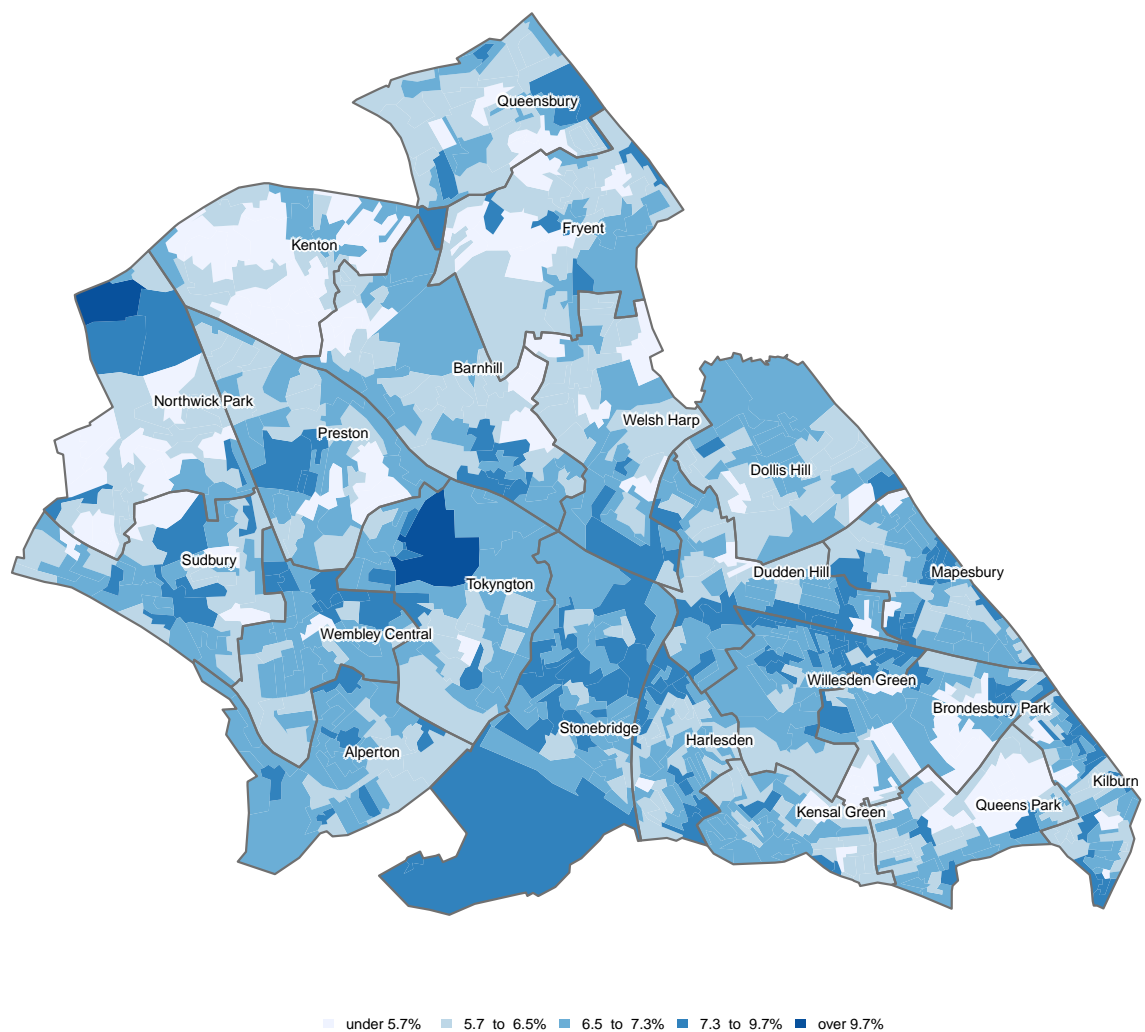 Queensbury
Fryent
Kenton
Barnhill
Northwick Park
Welsh Harp
Preston
Dollis Hill
Sudbury
Dudden Hill
Mapesbury
Tokyngton
Wembley Central
Willesden Green
Brondesbury Park
Stonebridge
Harlesden
Alperton
Kilburn
Queens Park
Kensal Green
under 5.7% 5.7 to 6.5% 6.5 to 7.3% 7.3 to 9.7% over 9.7%